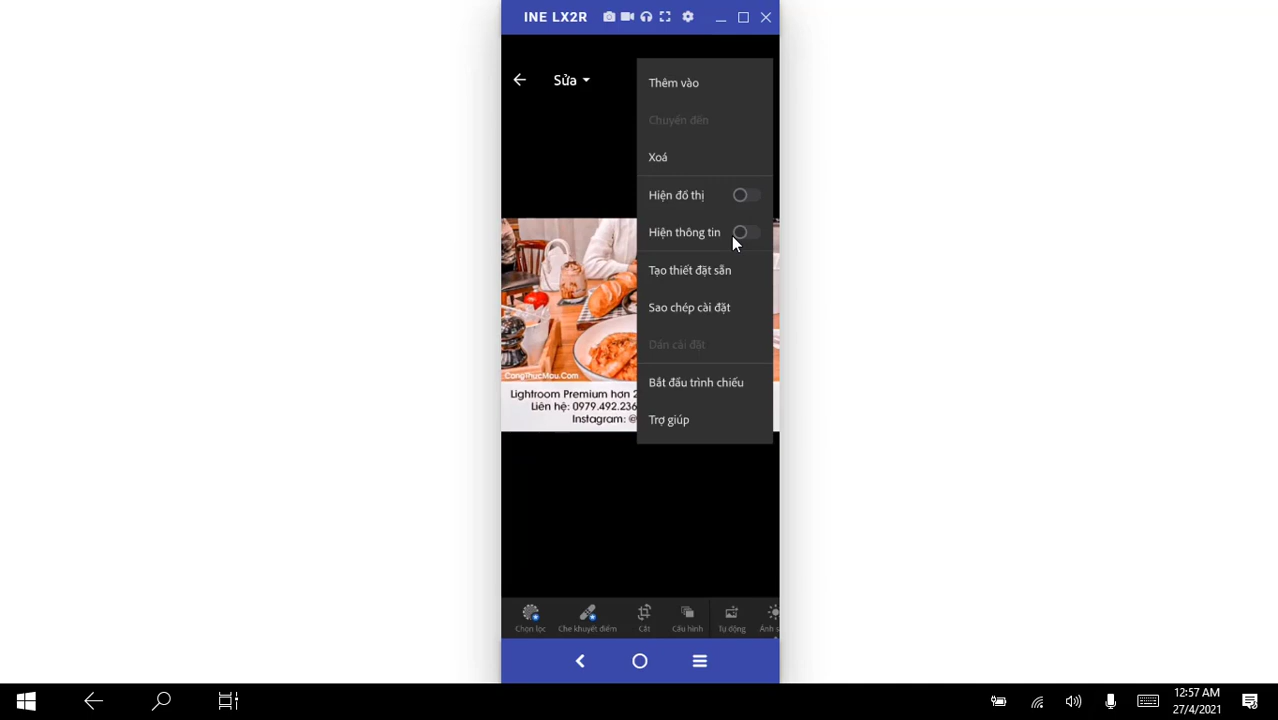 INE LX2R
Sửa
Thêm vào
Chuyển đến
Xoá
Hiện đồ thị
Hiện thông tin
Tạo thiết đặt sẵn
Sao chép cài đặt
Dán cài đặt
Bắt đầu trình chiếu
Trợ giúp
CongThucMau.Com
Lightroom Premium hơn 2
Liên hệ: 0979.492.236
Instagram: @
Chọn lọc
Che khuyết điểm
Cắt
Cấu hình
Tự động
Ánh s
12:57 AM
27/4/2021